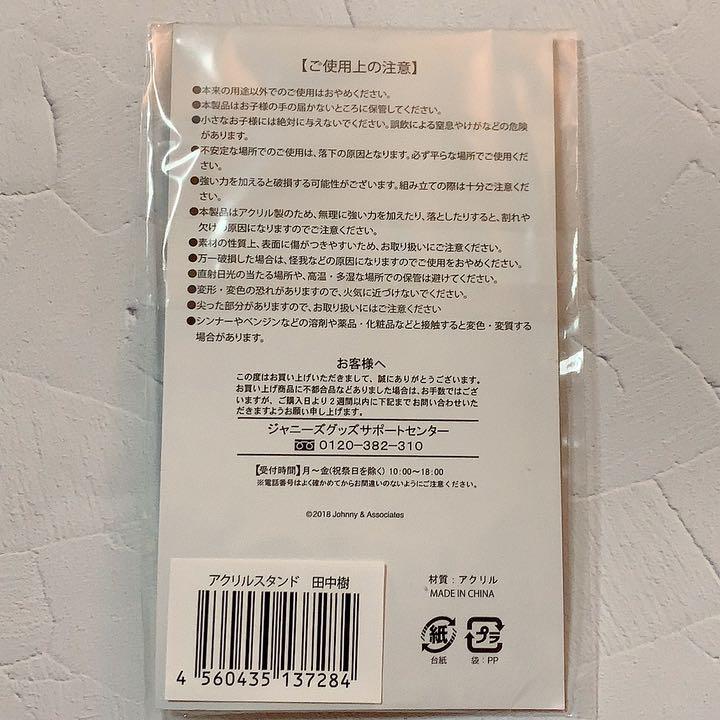 【ご使用上の注意】
●本来の用途以外でのご使用はおやめください。
●本製品はお子様の手の届かないところに保管してください。
●小さなお子様には絶対に与えないでください。誤飲による窒息やけがなどの危険
があります。
●不安定な場所でのご使用は、落下の原因となります。必ず平らな場所でご使用くだ
さい。
●強い力を加えると破損する可能性がございます。組み立ての際は十分ご注意くだ
さい。
●本製品はアクリル製のため、無理に強い力を加えたり、落としたりすると、割れや
欠けの原因になりますのでご注意ください。
●素材の性質上、表面に傷がつきやすいため、お取り扱いにご注意ください。
●万一破損した場合は、怪我などの原因になりますのでご使用をおやめください。
●直射日光の当たる場所や、高温・多湿な場所での保管は避けてください。
●変形・変色の恐れがありますので、火気に近づけないでください。
●尖った部分がありますので、お取り扱いにはご注意ください
●シンナーやベンジンなどの溶剤や薬品・化粧品などと接触すると変色・変質する
場合があります。
お客様へ
この度はお買い上げいただきまして、誠にありがとうございます。
お買い上げ商品に不都合品などありました場合は、お手数ではござ
いますが、ご購入日より2週間以内に下記までお問い合わせいた
だきますようお願い申し上げます。
ジャニーズグッズサポートセンター
0120-382-310
【受付時間】月~金(祝祭日を除く)10:00~18:00
※電話番号はよく確かめてからお間違いのないようにご注意ください。
©2018 Johnny & Associates
アクリルスタンド 田中樹
4 560435 137284
材質:アクリル
MADE IN CHINA
紙
台紙
プラ
袋:PP